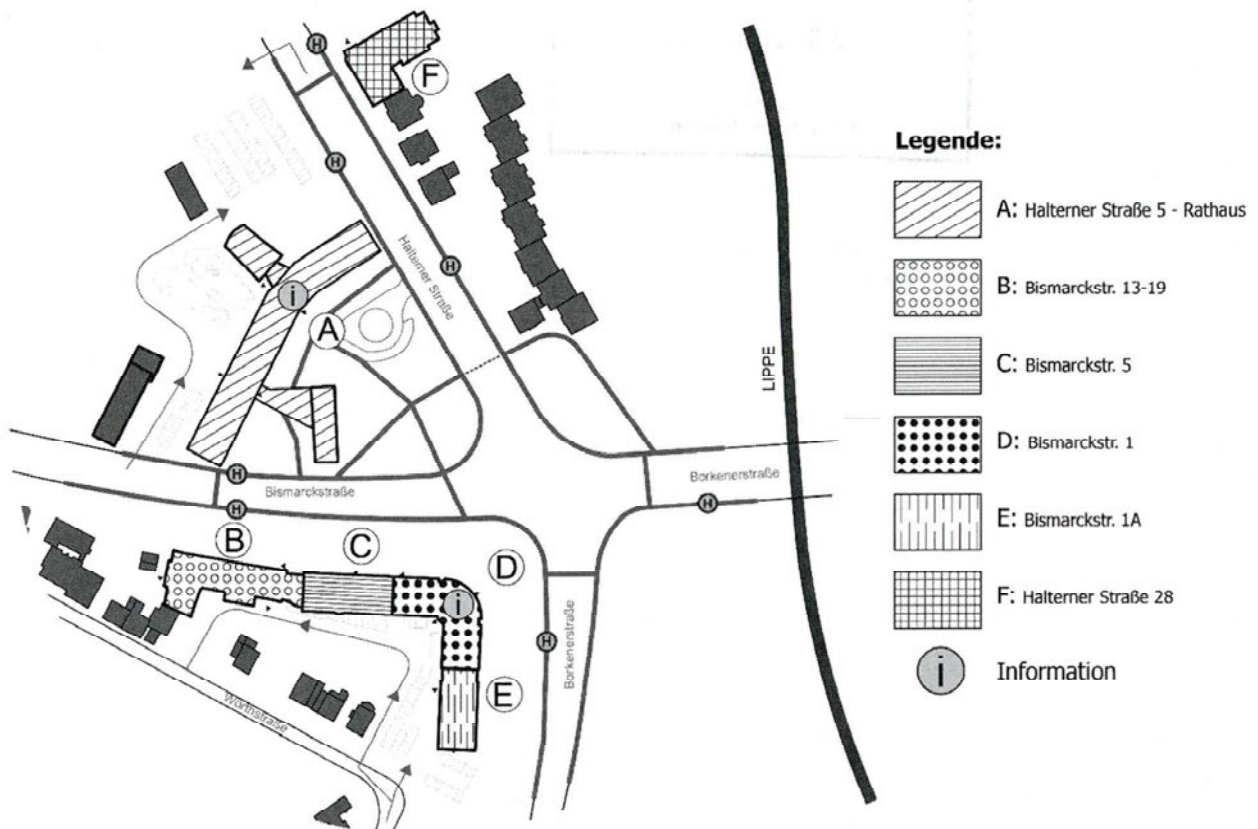 H
F
H
Halterner Straße
H
i
A
LIPPE
H
Bismarckstraße
H
Borkenerstraße
H
B
C
D
i
H
Borkenerstraße
E
Wörthstraße
Legende:
A: Halterner Straße 5 - Rathaus
B: Bismarckstr. 13-19
C: Bismarckstr. 5
D: Bismarckstr. 1
E: Bismarckstr. 1A
F: Halterner Straße 28
i Information